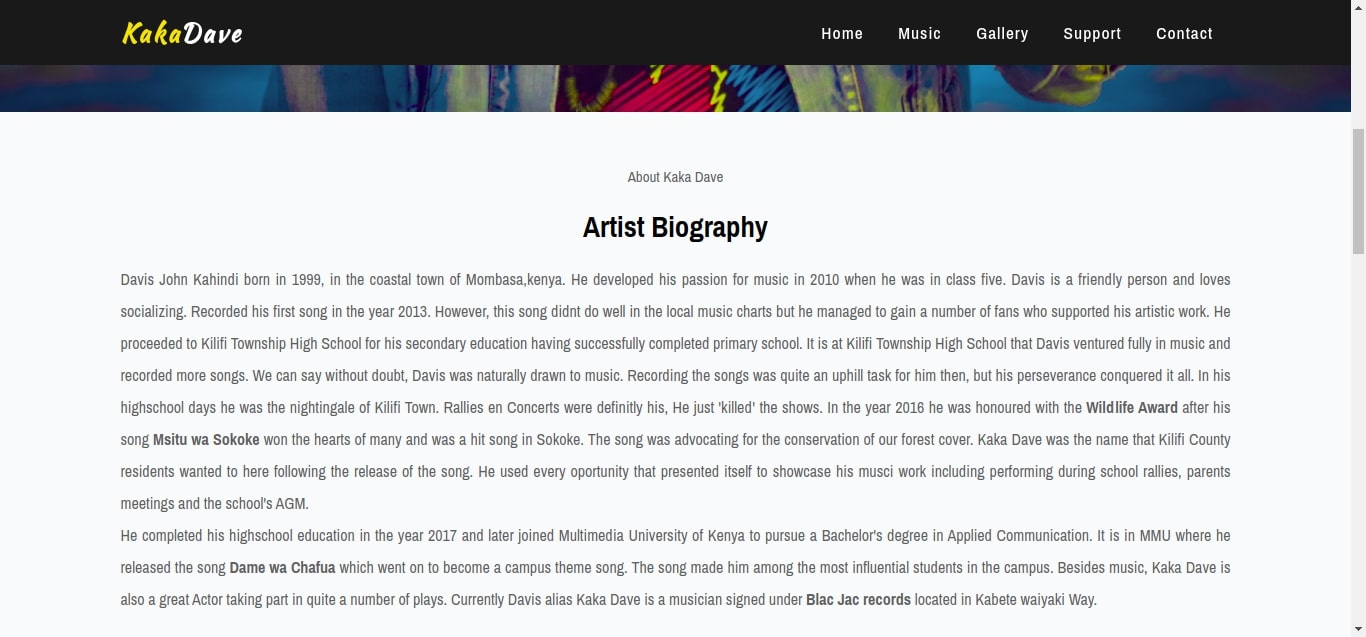 KakaDave
Home Music Gallery Support Contact
About Kaka Dave
Artist Biography
Davis John Kahindi born in 1999, in the coastal town of Mombasa,kenya. He developed his passion for music in 2010 when he was in class five. Davis is a friendly person and loves
socializing. Recorded his first song in the year 2013. However, this song didnt do well in the local music charts but he managed to gain a number of fans who supported his artistic work. He
proceeded to Kilifi Township High School for his secondary education having successfully completed primary school. It is at Kilifi Township High School that Davis ventured fully in music and
recorded more songs. We can say without doubt, Davis was naturally drawn to music. Recording the songs was quite an uphill task for him then, but his perseverance conquered it all. In his
highschool days he was the nightingale of Kilifi Town. Rallies en Concerts were definitly his, He just 'killed' the shows. In the year 2016 he was honoured with the Wildlife Award after his
song Msitu wa Sokoke won the hearts of many and was a hit song in Sokoke. The song was advocating for the conservation of our forest cover. Kaka Dave was the name that Kilifi County
residents wanted to here following the release of the song. He used every oportunity that presented itself to showcase his musci work including performing during school rallies, parents
meetings and the school's AGM.
He completed his highschool education in the year 2017 and later joined Multimedia University of Kenya to pursue a Bachelor's degree in Applied Communication. It is in MMU where he
released the song Dame wa Chafua which went on to become a campus theme song. The song made him among the most influential students in the campus. Besides music, Kaka Dave is
also a great Actor taking part in quite a number of plays. Currently Davis alias Kaka Dave is a musician signed under Blac Jac records located in Kabete waiyaki Way.